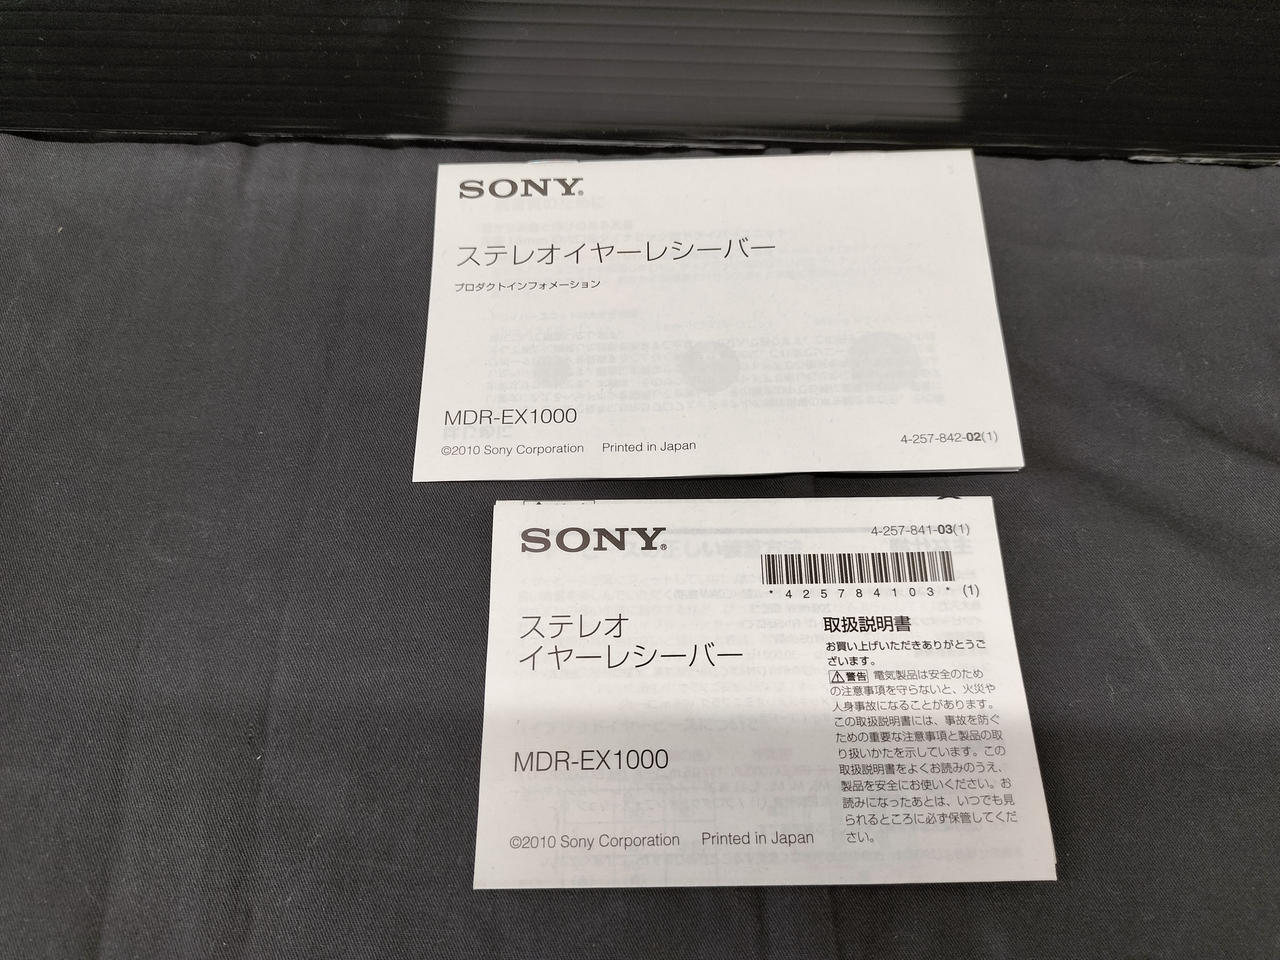 SONY®
ステレオイヤーレシーバー
プロダクトインフォメーション
MDR-EX1000
©2010 Sony Corporation Printed in Japan
4-257-842-02(1)
SONY®
4-257-841-03(1)
*425784103* (1)
ステレオ
イヤーレシーバー
取扱説明書
お買い上げいただきありがとうご
ざいます。
⚠警告 電気製品は安全のため
の注意事項を守らないと、火災や
人身事故になることがあります。
この取扱説明書には、事故を防ぐ
ための重要な注意事項と製品の取
り扱いかたを示しています。この
取扱説明書をよくお読みのうえ、
製品を安全にお使いください。お
読みになったあとは、いつでも見
られるところに必ず保管してくだ
さい。
MDR-EX1000
©2010 Sony Corporation Printed in Japan